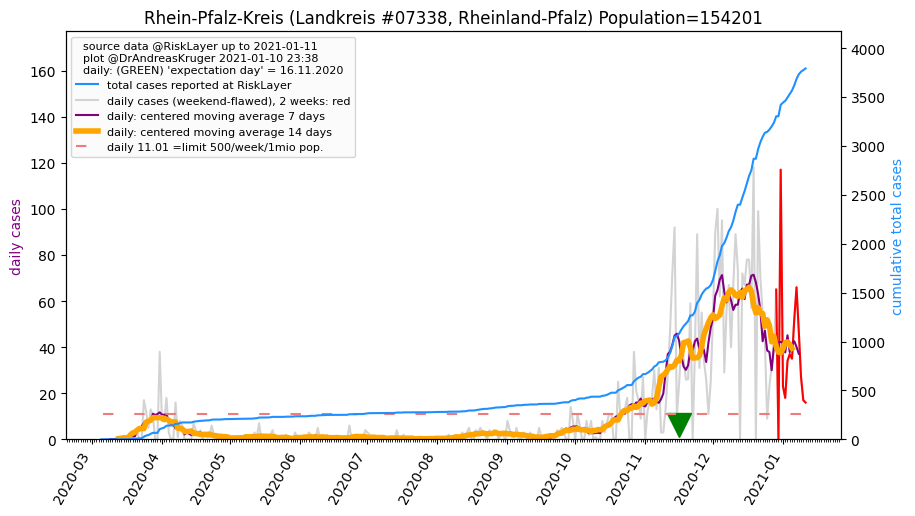 Rhein-Pfalz-Kreis (Landkreis #07338, Rheinland-Pfalz) Population=154201
source data @RiskLayer up to 2021-01-11
plot @DrAndreasKruger 2021-01-10 23:38
daily: (GREEN) 'expectation day' = 16.11.2020
total cases reported at RiskLayer
daily cases (weekend-flawed), 2 weeks: red
daily: centered moving average 7 days
daily: centered moving average 14 days
daily 11.01 =limit 500/week/1mio pop.
daily cases
160
140
120
100
80
60
40
20
0
cumulative total cases
4000
3500
3000
2500
2000
1500
1000
500
0
2020-03
2020-04
2020-05
2020-06
2020-07
2020-08
2020-09
2020-10
2020-11
2020-12
2021-01